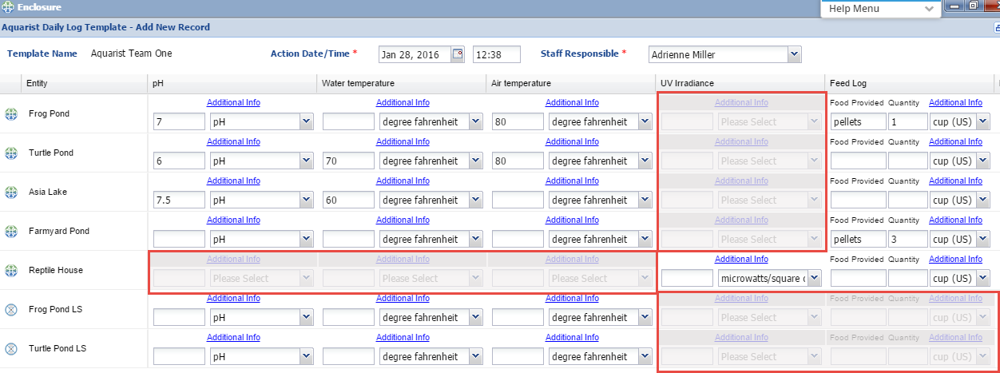 Enclosure
Help Menu
Aquarist Daily Log Template - Add New Record
Template Name Aquarist Team One Action Date/Time * Jan 28, 2016 12:38 Staff Responsible * Adrienne Miller
Entity pH Water temperature Air temperature UV Irradiance Feed Log
Additional Info Additional Info Additional Info Additional Info Food Provided Quantity Additional Info
Frog Pond 7 pH degree fahrenheit 80 degree fahrenheit Please Select pellets 1 cup (US)
Additional Info Additional Info Additional Info Additional Info Food Provided Quantity Additional Info
Turtle Pond 6 pH 70 degree fahrenheit 80 degree fahrenheit Please Select cup (US)
Additional Info Additional Info Additional Info Additional Info Food Provided Quantity Additional Info
Asia Lake 7.5 pH 60 degree fahrenheit degree fahrenheit Please Select cup (US)
Additional Info Additional Info Additional Info Additional Info Food Provided Quantity Additional Info
Farmyard Pond pH degree fahrenheit degree fahrenheit Please Select pellets 3 cup (US)
Additional Info Additional Info Additional Info Additional Info Food Provided Quantity Additional Info
Reptile House Please Select Please Select Please Select microwatts/square c cup (US)
Additional Info Additional Info Additional Info Additional Info Food Provided Quantity Additional Info
Frog Pond LS pH degree fahrenheit degree fahrenheit Please Select cup (US)
Additional Info Additional Info Additional Info Additional Info Food Provided Quantity Additional Info
Turtle Pond LS pH degree fahrenheit degree fahrenheit Please Select cup (US)